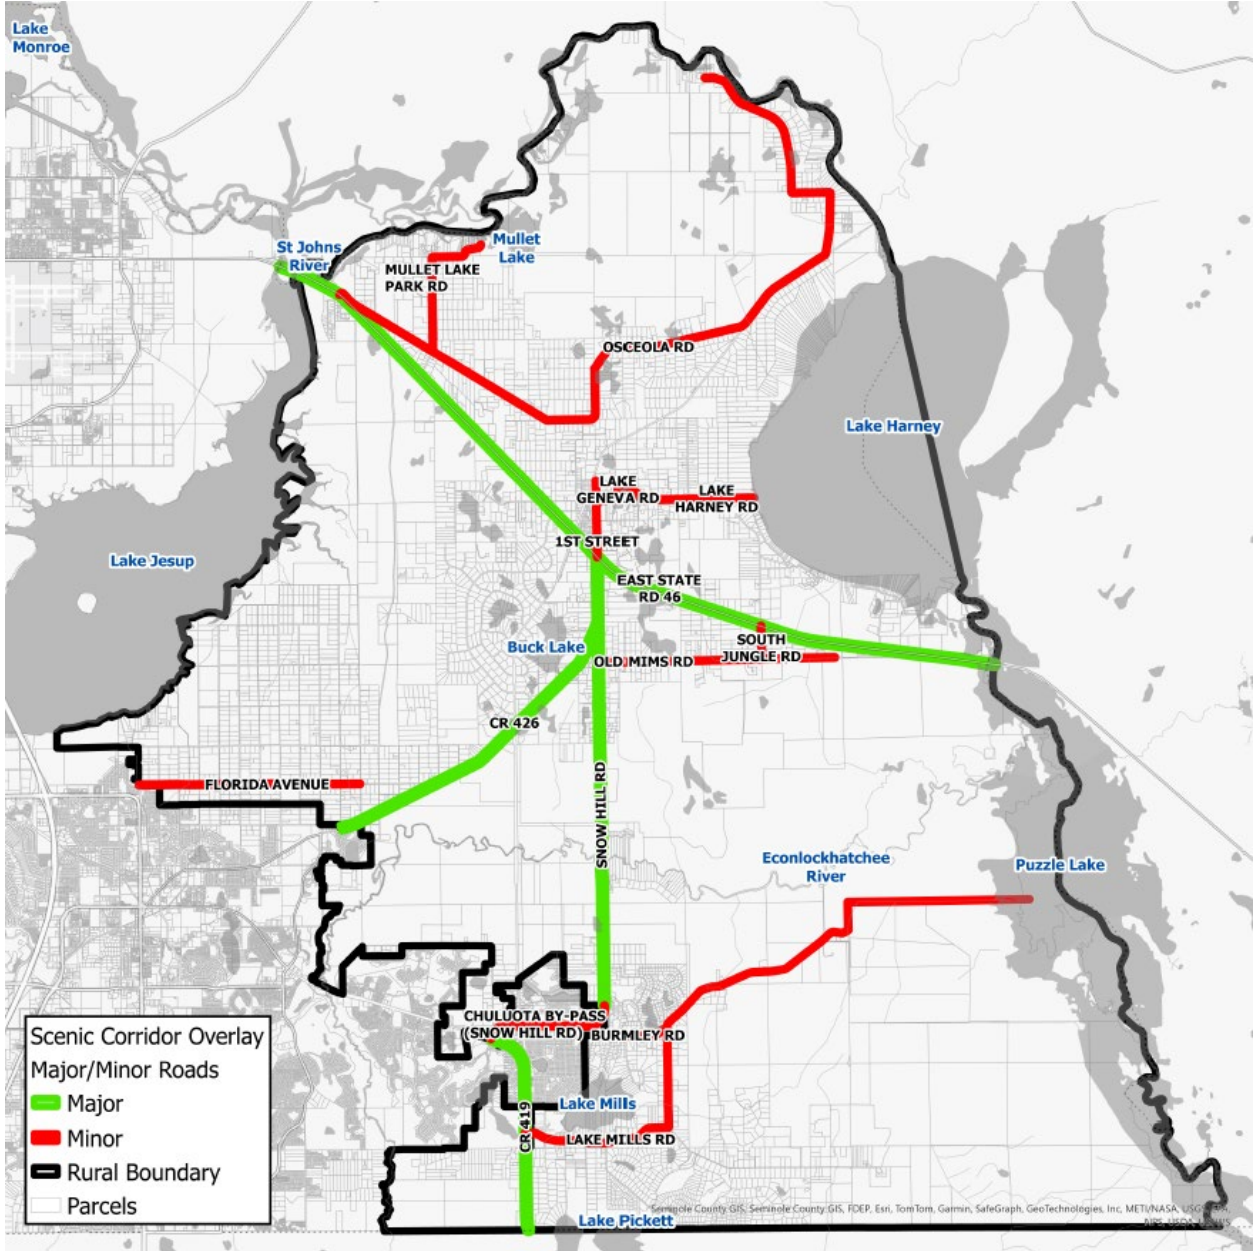 Lake
Monroe
St Johns
River
Mullet
Lake
MULLET LAKE
PARK RD
OSCEOLA RD
Lake Harney
LAKE
GENEVA RD
LAKE
HARNEY RD
1ST STREET
Lake Jesup
EAST STATE
RD 46
Buck Lake
SOUTH
JUNGLE RD
OLD MIMS RD
CR 426
FLORIDA AVENUE
SNOW HILL RD
Econlockhatchee
River
Puzzle Lake
CHULUOTA BY-PASS
(SNOW HILL RD)
BURMLEY RD
Lake Mills
CR 419
LAKE MILLS RD
Lake Pickett
Scenic Corridor Overlay
Major/Minor Roads
Major
Minor
Rural Boundary
Parcels
Seminole County GIS, Seminole County GIS, FDEP, Esri, TomTom, Garmin, SafeGraph, GeoTechnologies, Inc, METI/NASA,